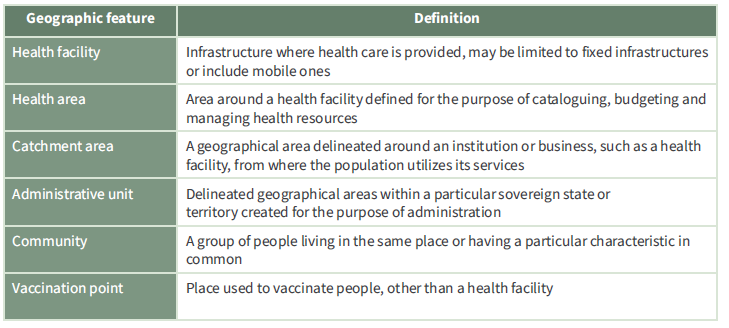 Geographic feature Definition
Health facility Infrastructure where health care is provided, may be limited to fixed infrastructures
or include mobile ones
Health area Area around a health facility defined for the purpose of cataloguing, budgeting and
managing health resources
Catchment area A geographical area delineated around an institution or business, such as a health
facility, from where the population utilizes its services
Administrative unit Delineated geographical areas within a particular sovereign state or
territory created for the purpose of administration
Community A group of people living in the same place or having a particular characteristic in
common
Vaccination point Place used to vaccinate people, other than a health facility